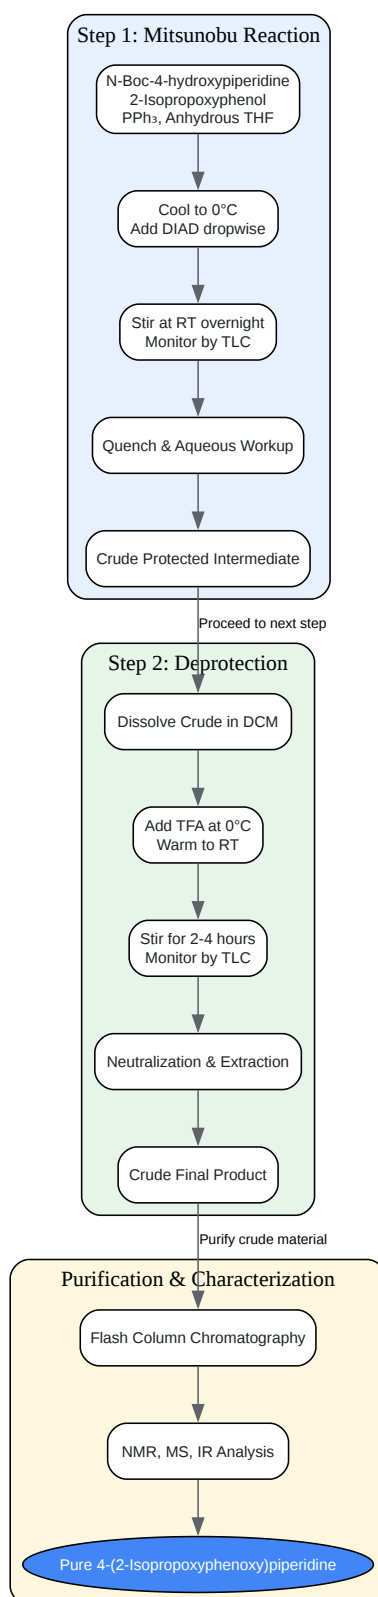 Step 1: Mitsunobu Reaction
N-Boc-4-hydroxypiperidine
2-Isopropoxyphenol
PPh₃, Anhydrous THF
Cool to 0°C
Add DIAD dropwise
Stir at RT overnight
Monitor by TLC
Quench & Aqueous Workup
Crude Protected Intermediate
Proceed to next step
Step 2: Deprotection
Dissolve Crude in DCM
Add TFA at 0°C
Warm to RT
Stir for 2-4 hours
Monitor by TLC
Neutralization & Extraction
Crude Final Product
Purify crude material
Purification & Characterization
Flash Column Chromatography
NMR, MS, IR Analysis
Pure 4-(2-Isopropoxyphenoxy)piperidine